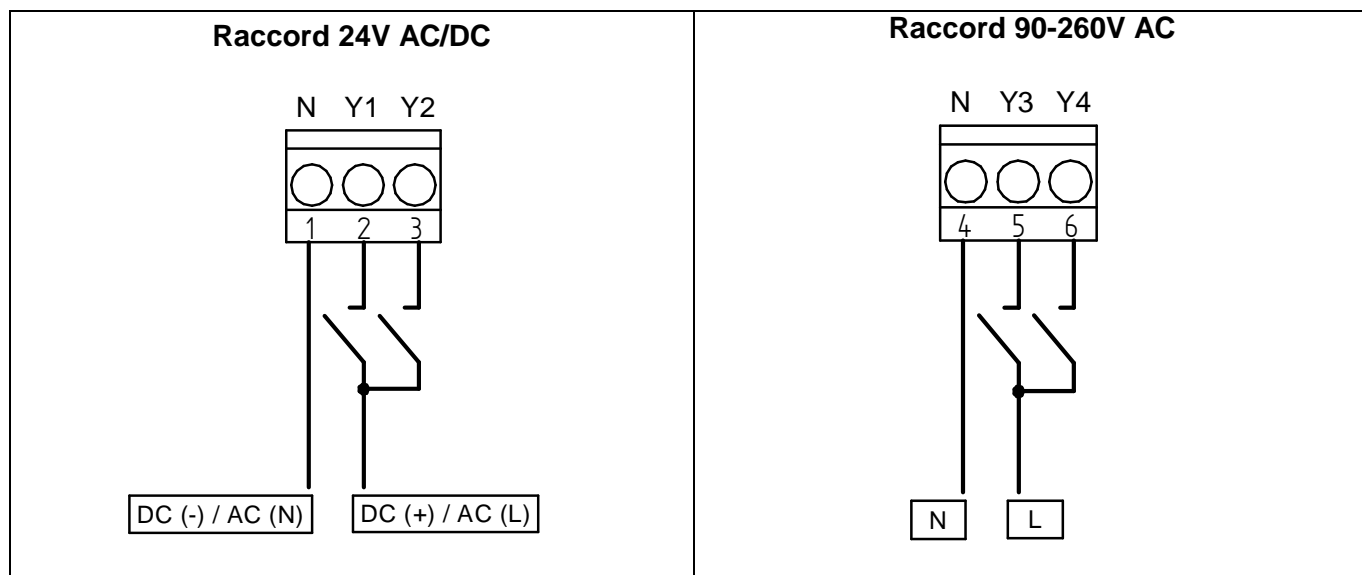 Raccord 24V AC/DC
N Y1 Y2
1 2 3
DC (-) / AC (N) DC (+) / AC (L)
Raccord 90-260V AC
N Y3 Y4
4 5 6
N L